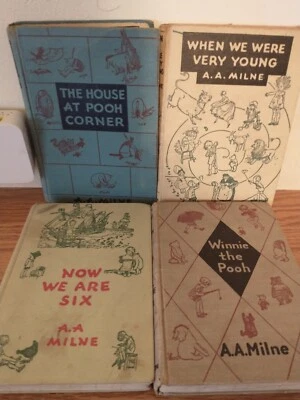 THE HOUSE
AT POOH
CORNER
A.A. MILNE
WHEN WE WERE
VERY YOUNG
A.A. MILNE
NOW
WE ARE
SIX
A.A
MILNE
Winnie
the
Pooh
A.A.Milne